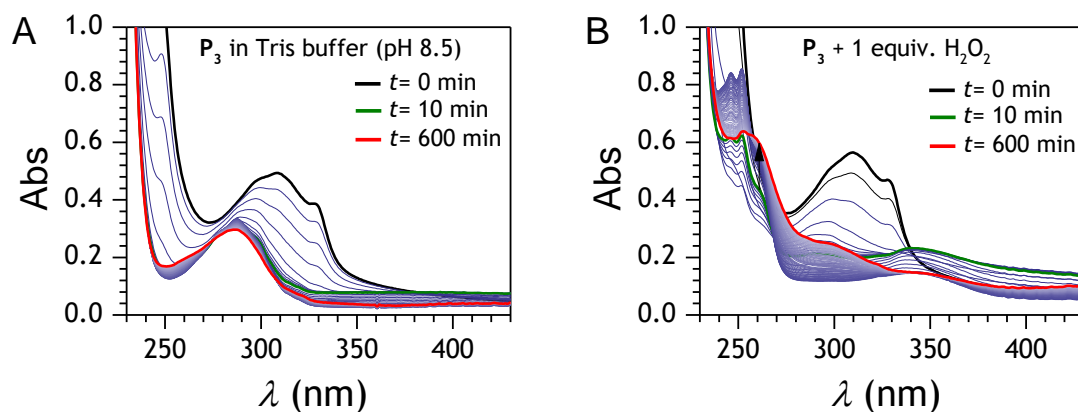 A
P₃ in Tris buffer (pH 8.5)
t= 0 min
t= 10 min
t= 600 min
1.0
0.8
0.6
0.4
0.2
0.0
Abs
250 300 350 400
λ (nm)
B
P₃ + 1 equiv. H₂O₂
t= 0 min
t= 10 min
t= 600 min
1.0
0.8
0.6
0.4
0.2
0.0
Abs
250 300 350 400
λ (nm)